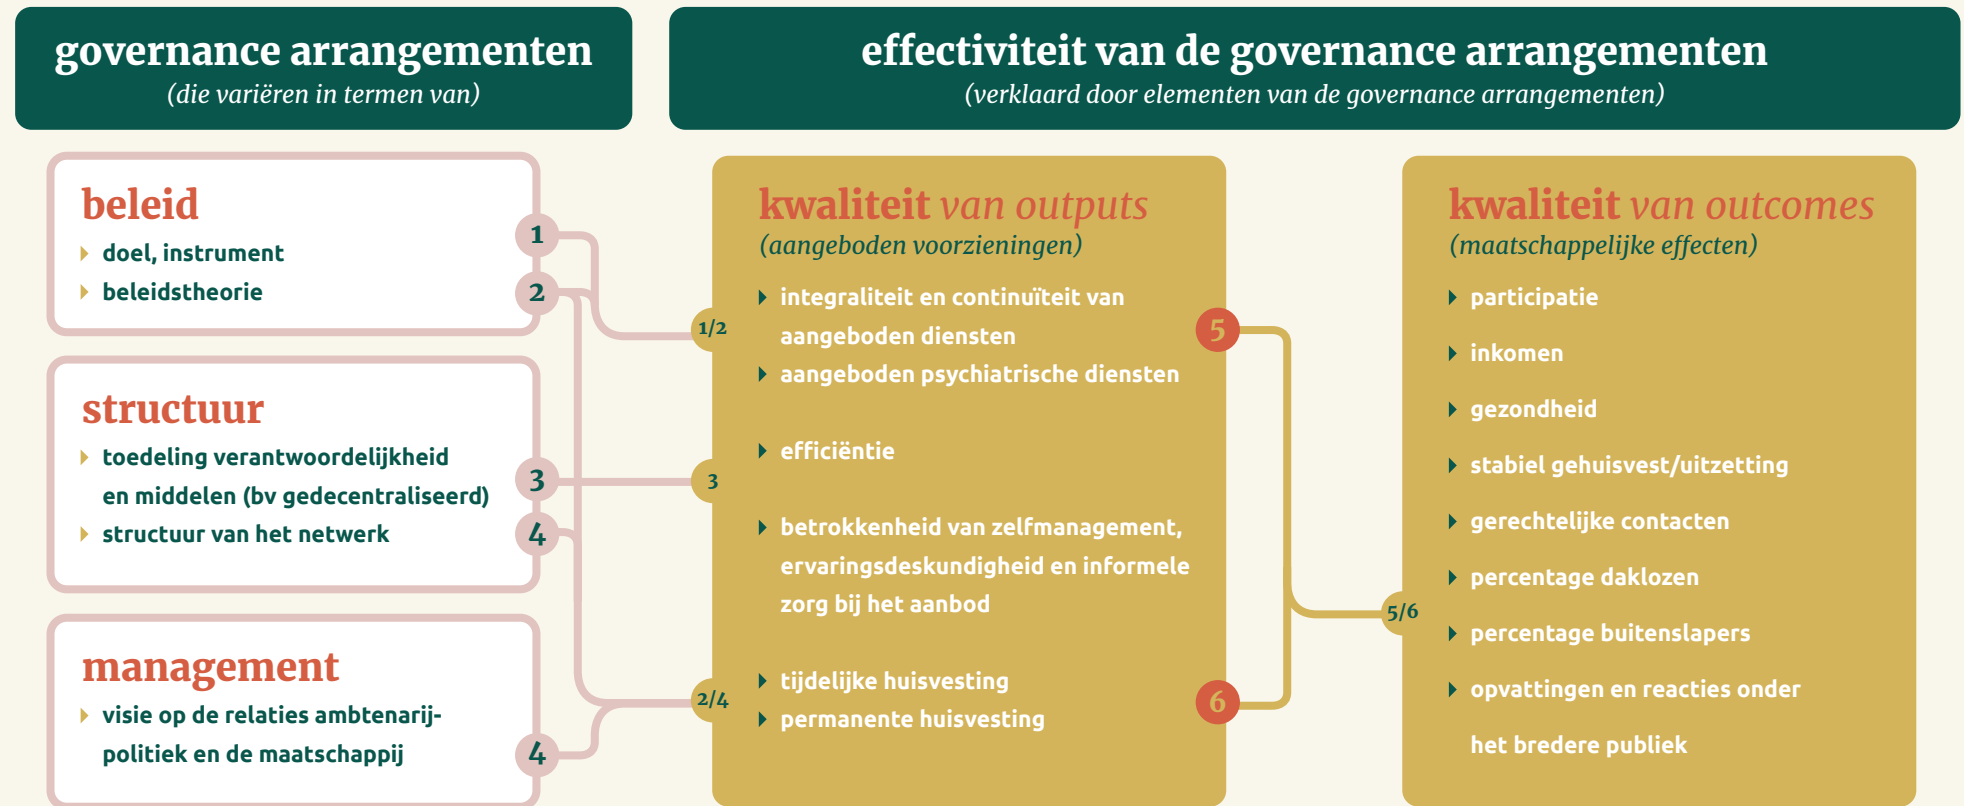 governance arrangementen
(die variëren in termen van)
effectiviteit van de governance arrangementen
(verklaard door elementen van de governance arrangementen)
beleid
doel, instrument
beleidstheorie
1
2
structuur
toedeling verantwoordelijkheid
en middelen (bv gedecentraliseerd)
structuur van het netwerk
3
4
management
visie op de relaties ambtenarij-
politiek en de maatschappij
4
kwaliteit van outputs
(aangeboden voorzieningen)
1/2
integraliteit en continuïteit van
aangeboden diensten
aangeboden psychiatrische diensten
3
efficiëntie
betrokkenheid van zelfmanagement,
ervaringsdeskundigheid en informele
zorg bij het aanbod
2/4
tijdelijke huisvesting
permanente huisvesting
5
6
kwaliteit van outcomes
(maatschappelijke effecten)
5/6
participatie
inkomen
gezondheid
stabiel gehuisvest/uitzetting
gerechtelijke contacten
percentage daklozen
percentage buitenslapers
opvattingen en reacties onder
het bredere publiek